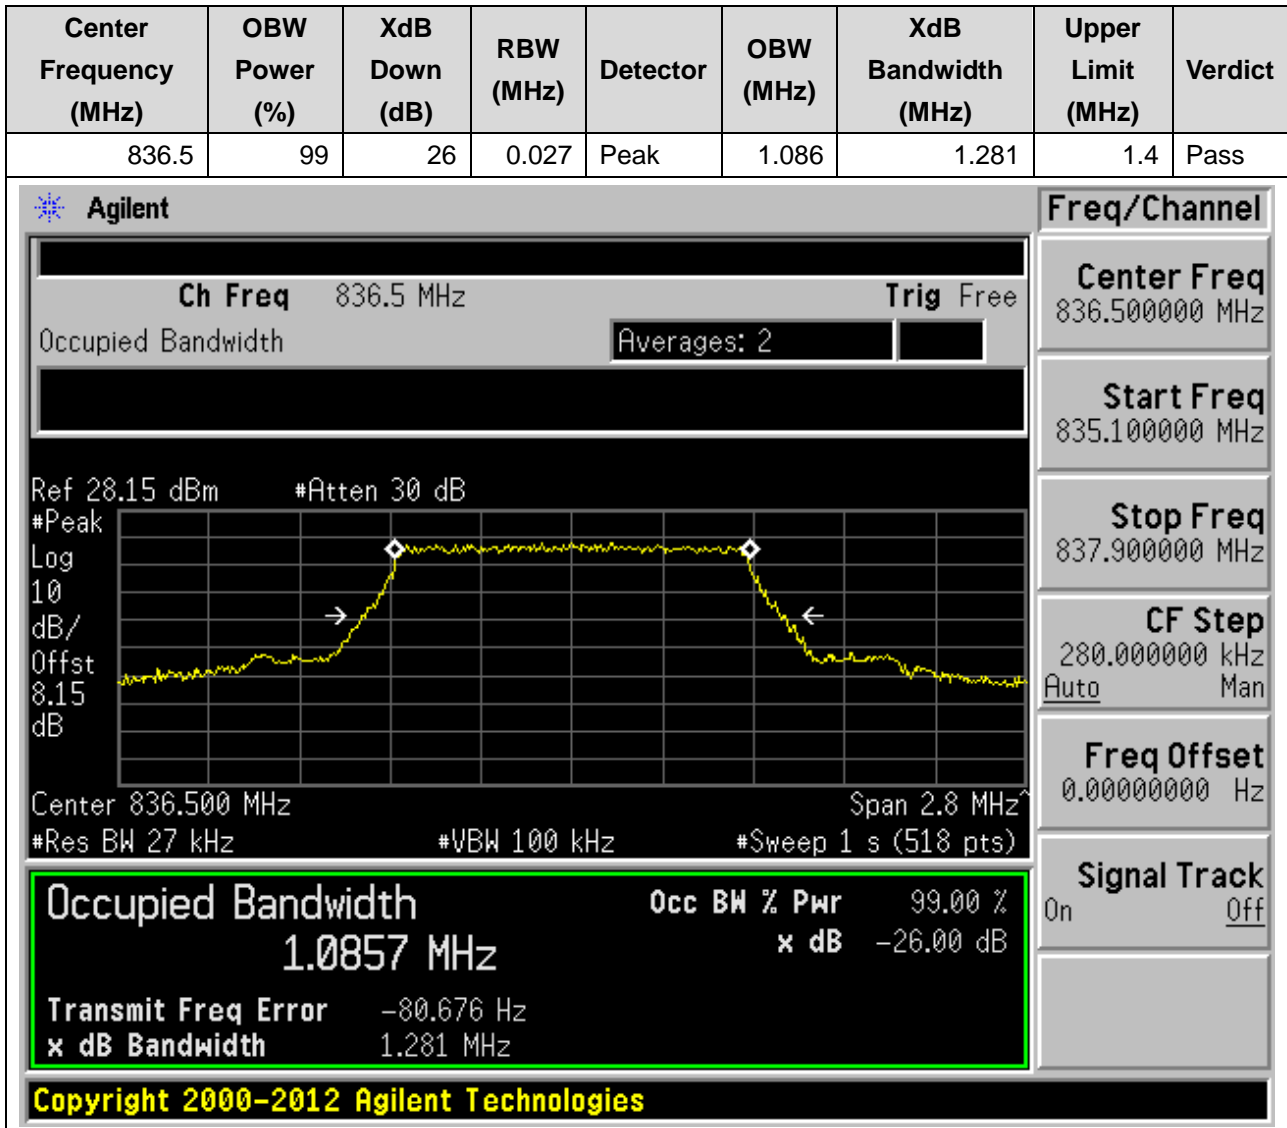 Center Frequency (MHz) OBW Power (%) XdB Down (dB) RBW (MHz) Detector OBW (MHz) XdB Bandwidth (MHz) Upper Limit (MHz) Verdict
836.5 99 26 0.027 Peak 1.086 1.281 1.4 Pass
Agilent
Freq/Channel
Ch Freq 836.5 MHz Trig Free
Occupied Bandwidth Averages: 2
Center Freq
836.500000 MHz
Start Freq
835.100000 MHz
Stop Freq
837.900000 MHz
CF Step
280.000000 kHz
Auto Man
Freq Offset
0.00000000 Hz
Signal Track
On Off
Ref 28.15 dBm #Atten 30 dB
#Peak
Log
10
dB/
Offst
8.15
dB
Center 836.500 MHz Span 2.8 MHz^
#Res BW 27 kHz #VBW 100 kHz #Sweep 1 s (518 pts)
Occupied Bandwidth Occ BW % Pwr 99.00 %
1.0857 MHz x dB -26.00 dB
Transmit Freq Error -80.676 Hz
x dB Bandwidth 1.281 MHz
Copyright 2000-2012 Agilent Technologies